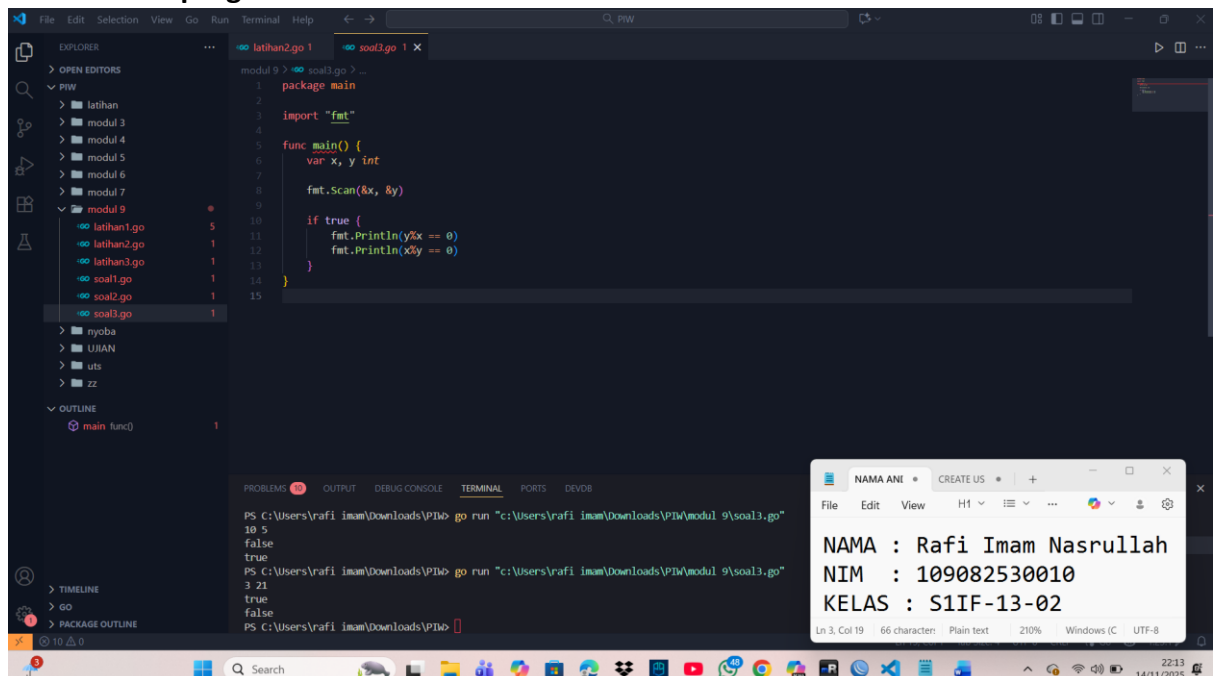 File Edit Selection View Go Run Terminal Help
PIW
EXPLORER
OPEN EDITORS
PIW
latihan
modul 3
modul 4
modul 5
modul 6
modul 7
modul 9
latihan1.go 5
latihan2.go 1
latihan3.go 1
soal1.go 1
soal2.go 1
soal3.go 1
nyoba
UJIAN
uts
zz
OUTLINE
main func() 1
TIMELINE
GO
PACKAGE OUTLINE
latihan2.go 1 soal3.go 1
modul 9 > soal3.go > ...
1 package main
2
3 import "fmt"
4
5 func main() {
6 var x, y int
7
8 fmt.Scan(&x, &y)
9
10 if true {
11 fmt.Println(y%x == 0)
12 fmt.Println(x%y == 0)
13 }
14 }
15
PROBLEMS 10 OUTPUT DEBUG CONSOLE TERMINAL PORTS DEVDB
PS C:\Users\rafi imam\Downloads\PIW> go run "c:\Users\rafi imam\Downloads\PIW\modul 9\soal3.go"
10 5
false
true
PS C:\Users\rafi imam\Downloads\PIW> go run "c:\Users\rafi imam\Downloads\PIW\modul 9\soal3.go"
3 21
true
false
PS C:\Users\rafi imam\Downloads\PIW>
NAMA ANI CREATE US
File Edit View H1
NAMA : Rafi Imam Nasrullah
NIM : 109082530010
KELAS : S1IF-13-02
Ln 3, Col 19 66 character: Plain text 210% Windows (C UTF-8
10 0
Search
22:13
14/11/2025